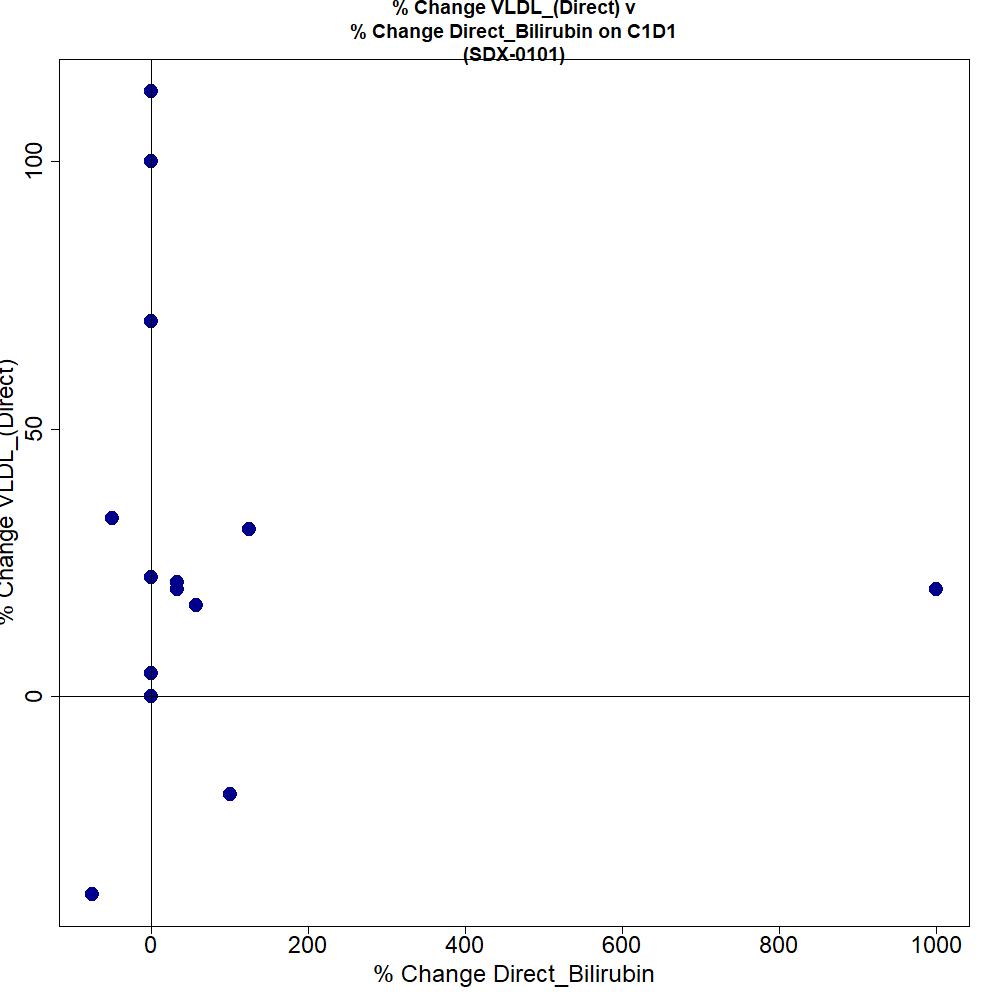 % Change VLDL_(Direct) v
% Change Direct_Bilirubin on C1D1
(SDX-0101)
% Change VLDL_(Direct)
100
50
0
0
200
400
600
800
1000
% Change Direct_Bilirubin